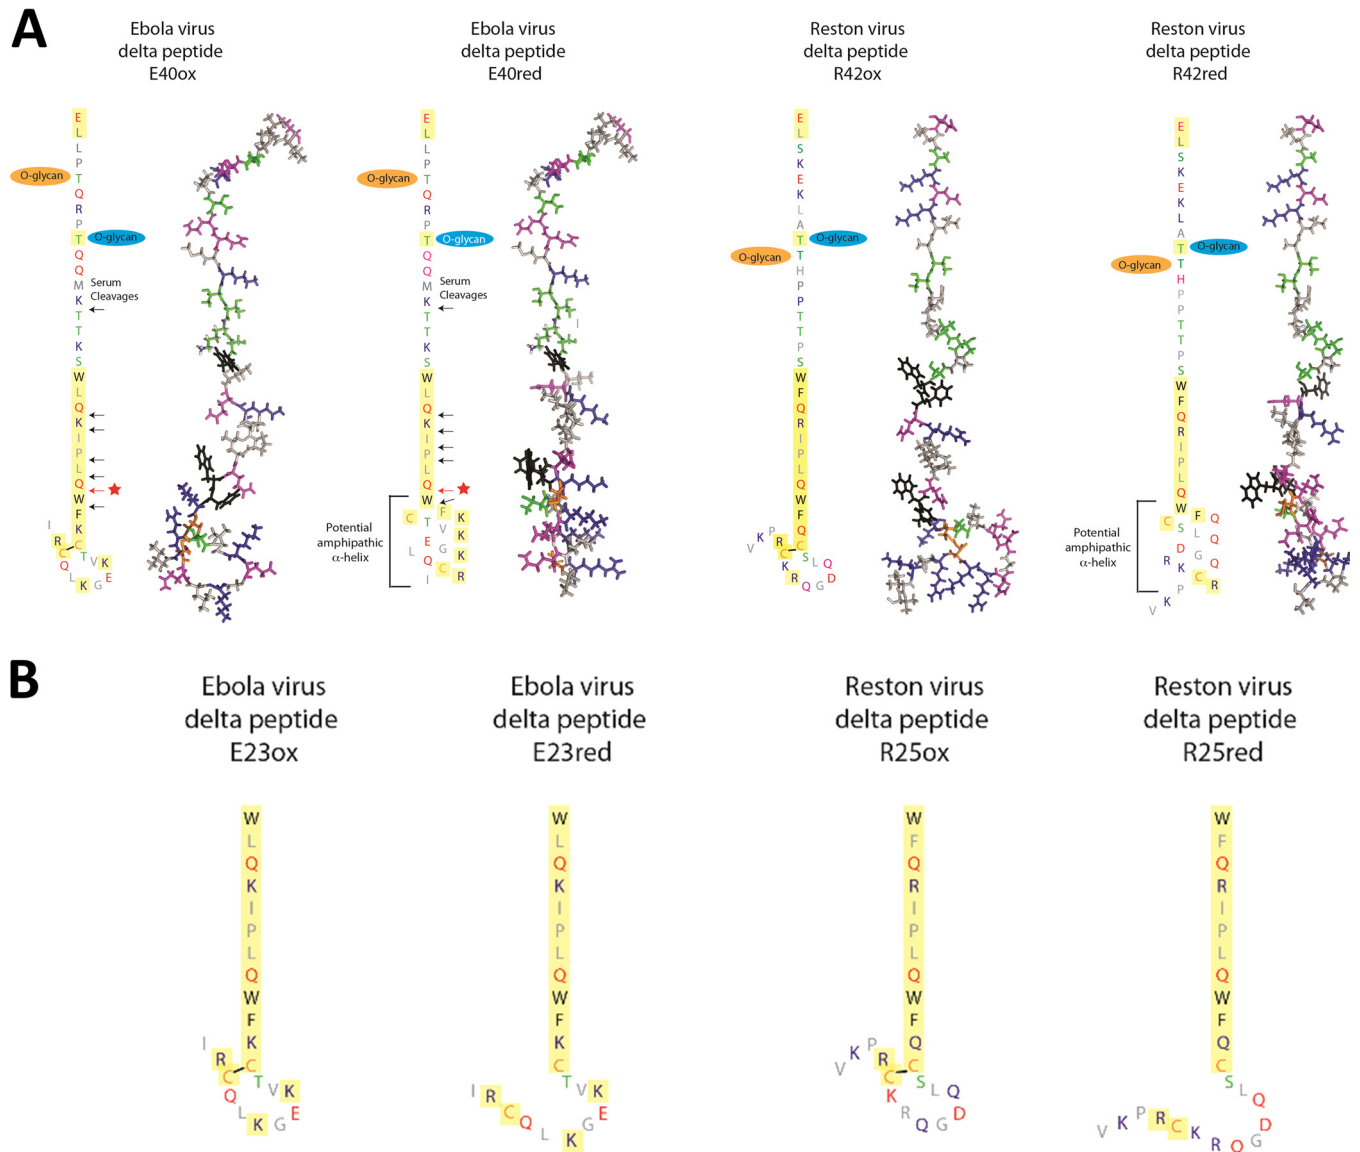 A
Ebola virus
delta peptide
E40ox
E
L
L
P
T
O-glycan
Q
R
P
T
O-glycan
Q
Q
M
K
Serum
Cleavages
T
T
K
S
W
L
Q
K
I
P
L
Q
W
F
K
C
T
V
K
E
G
K
L
Q
C
R
I
Ebola virus
delta peptide
E40red
E
L
L
P
T
O-glycan
Q
R
P
T
O-glycan
Q
Q
M
K
Serum
Cleavages
T
T
K
S
W
L
Q
K
I
P
L
Q
W
F K
C T V K
E G K
L Q C R
I
Potential
amphipathic
α-helix
I
Reston virus
delta peptide
R42ox
E
L
S
K
E
K
L
A
T
O-glycan
T
O-glycan
H
P
P
T
T
P
S
W
F
Q
R
I
P
L
Q
W
F
Q
C
S
L
Q
D
G
Q
R
K
C
R
P
K
V
Reston virus
delta peptide
R42red
E
L
S
K
E
K
L
A
T
O-glycan
T
O-glycan
H
P
P
T
T
P
S
W
F
Q
R
I
P
L
Q
W
F Q
C S L Q
D G Q
R K C R
P
K
V
Potential
amphipathic
α-helix
B
Ebola virus
delta peptide
E23ox
W
L
Q
K
I
P
L
Q
W
F
K
C
T
V
K
E
G
K
L
Q
C
R
I
Ebola virus
delta peptide
E23red
W
L
Q
K
I
P
L
Q
W
F
K
C
T
V
K
E
G
K
L
Q
C
R
I
Reston virus
delta peptide
R25ox
W
F
Q
R
I
P
L
Q
W
F
Q
C
S
L
Q
D
G
Q
R
K
C
R
P
K
V
Reston virus
delta peptide
R25red
W
F
Q
R
I
P
L
Q
W
F
Q
C
S
L
Q
D
G
Q
R
K
C
R
P
K
V